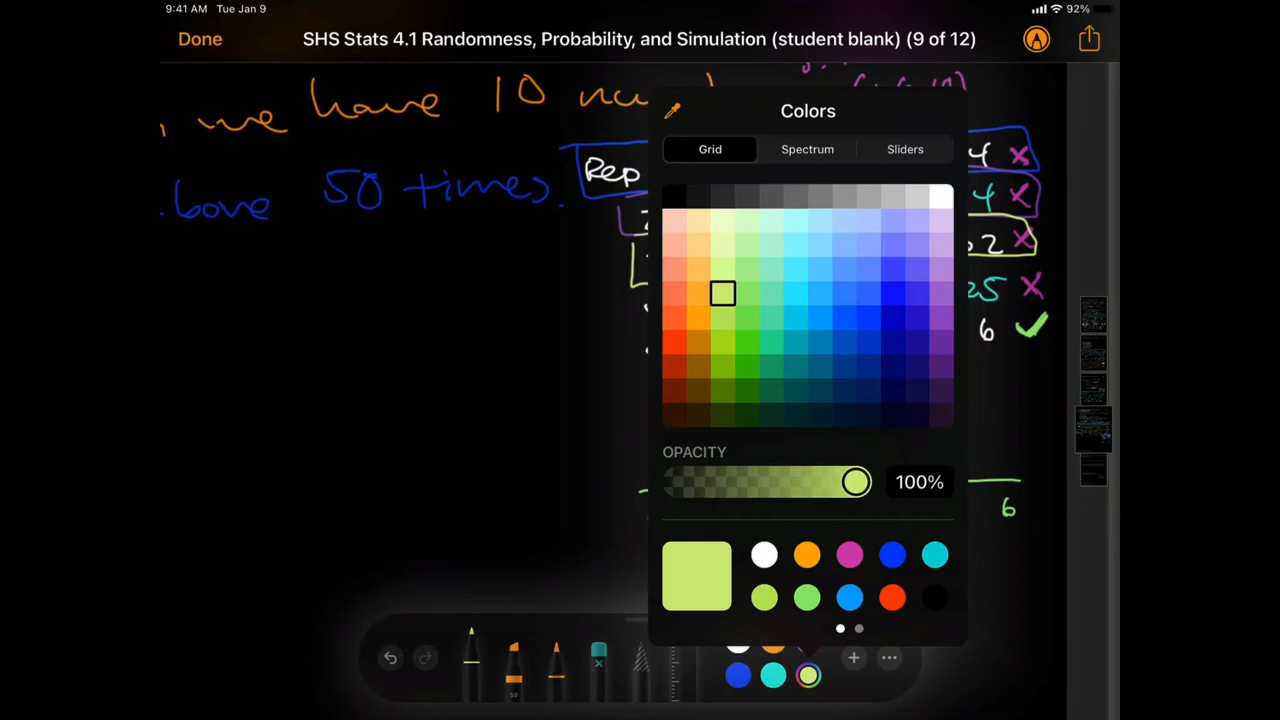 9:41 AM Tue Jan 9
92%
Done
SHS Stats 4.1 Randomness, Probability, and Simulation (student blank) (9 of 12)
we have 10
50 times.
Rep
Colors
Grid Spectrum Sliders
4 x
4 x
2 x
25 x
6 ✓
OPACITY
100%
6
50